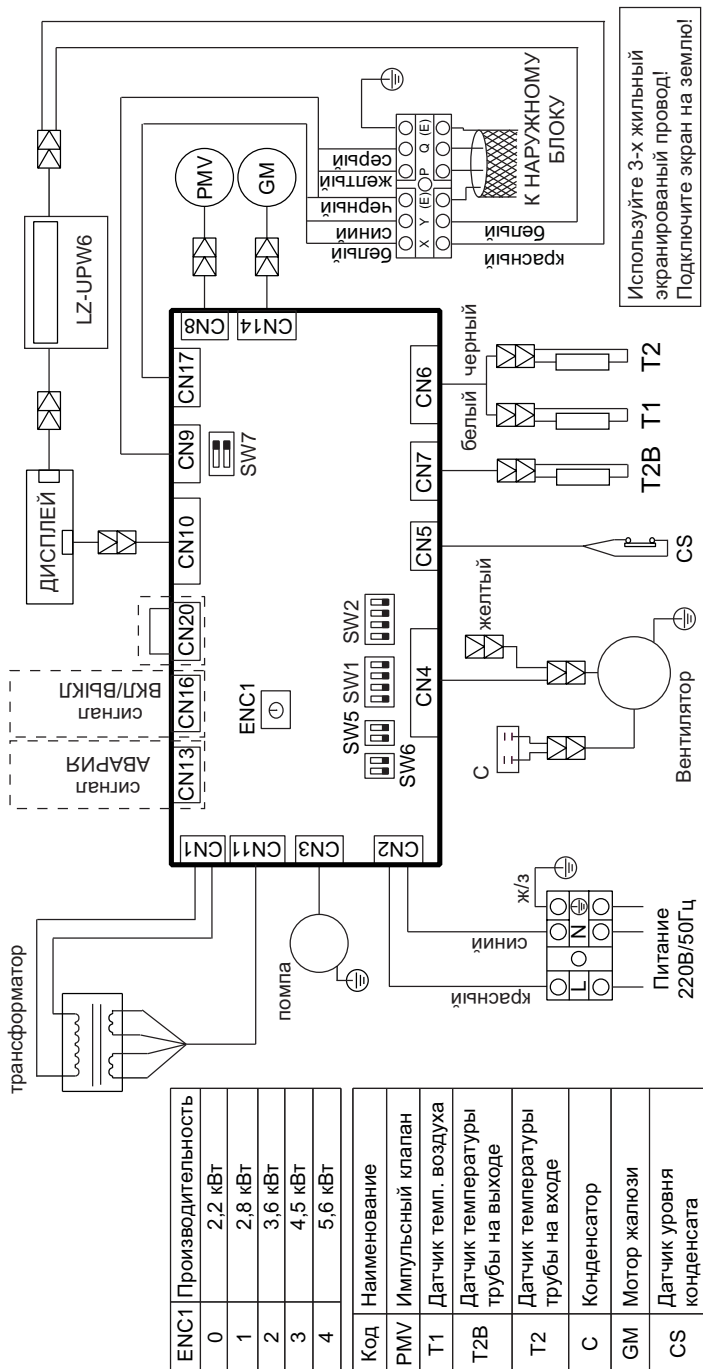 трансформатор
сигнал АВАРИЯ
сигнал ВКЛ/ВЫКЛ
ДИСПЛЕЙ
LZ-UPW6
CN1
CN11
CN3
CN2
CN13
CN16
CN20
CN10
CN9
CN17
CN8
CN14
PMV
GM
ENC1
SW7
SW6
SW5
SW1
SW2
CN4
CN5
CN7
CN6
помпа
красный
синий
ж/з
L
N
Питание
220В/50Гц
C
желтый
Вентилятор
CS
белый
черный
T2B
T1
T2
белый
синий
черный
желтый
серый
X
Y
(E)
P
Q
(E)
красный
белый
К НАРУЖНОМУ
БЛОКУ
Используйте 3-х жильный
экранированый провод!
Подключите экран на землю!
ENC1 Производительность
0 2,2 кВт
1 2,8 кВт
2 3,6 кВт
3 4,5 кВт
4 5,6 кВт
Код Наименование
PMV Импульсный клапан
T1 Датчик темп. воздуха
T2B Датчик температуры
трубы на выходе
T2 Датчик температуры
трубы на входе
C Конденсатор
GM Мотор жалюзи
CS Датчик уровня
конденсата